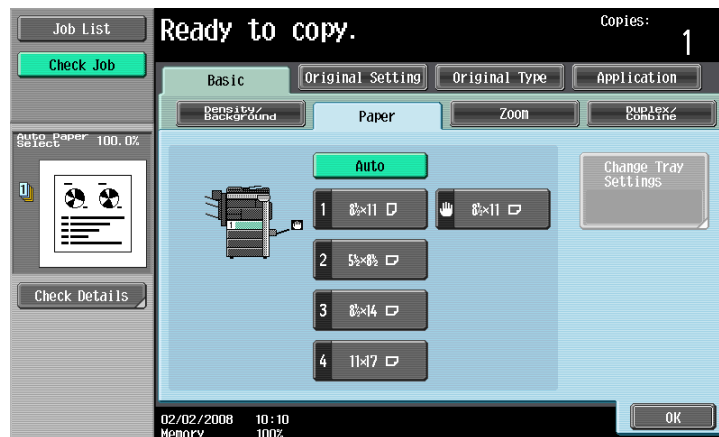 Job List
Ready to copy.
Copies:
1
Check Job
Basic
Original Setting
Original Type
Application
Density/
Background
Paper
Zoom
Duplex/
Combine
Auto Paper
Select
100.0%
Auto
Change Tray
Settings
1
1
1 8½×11
8½×11
2 5½×8½
3 8½×14
4 11×17
Check Details
OK
02/02/2008 10:10
Memory 100%